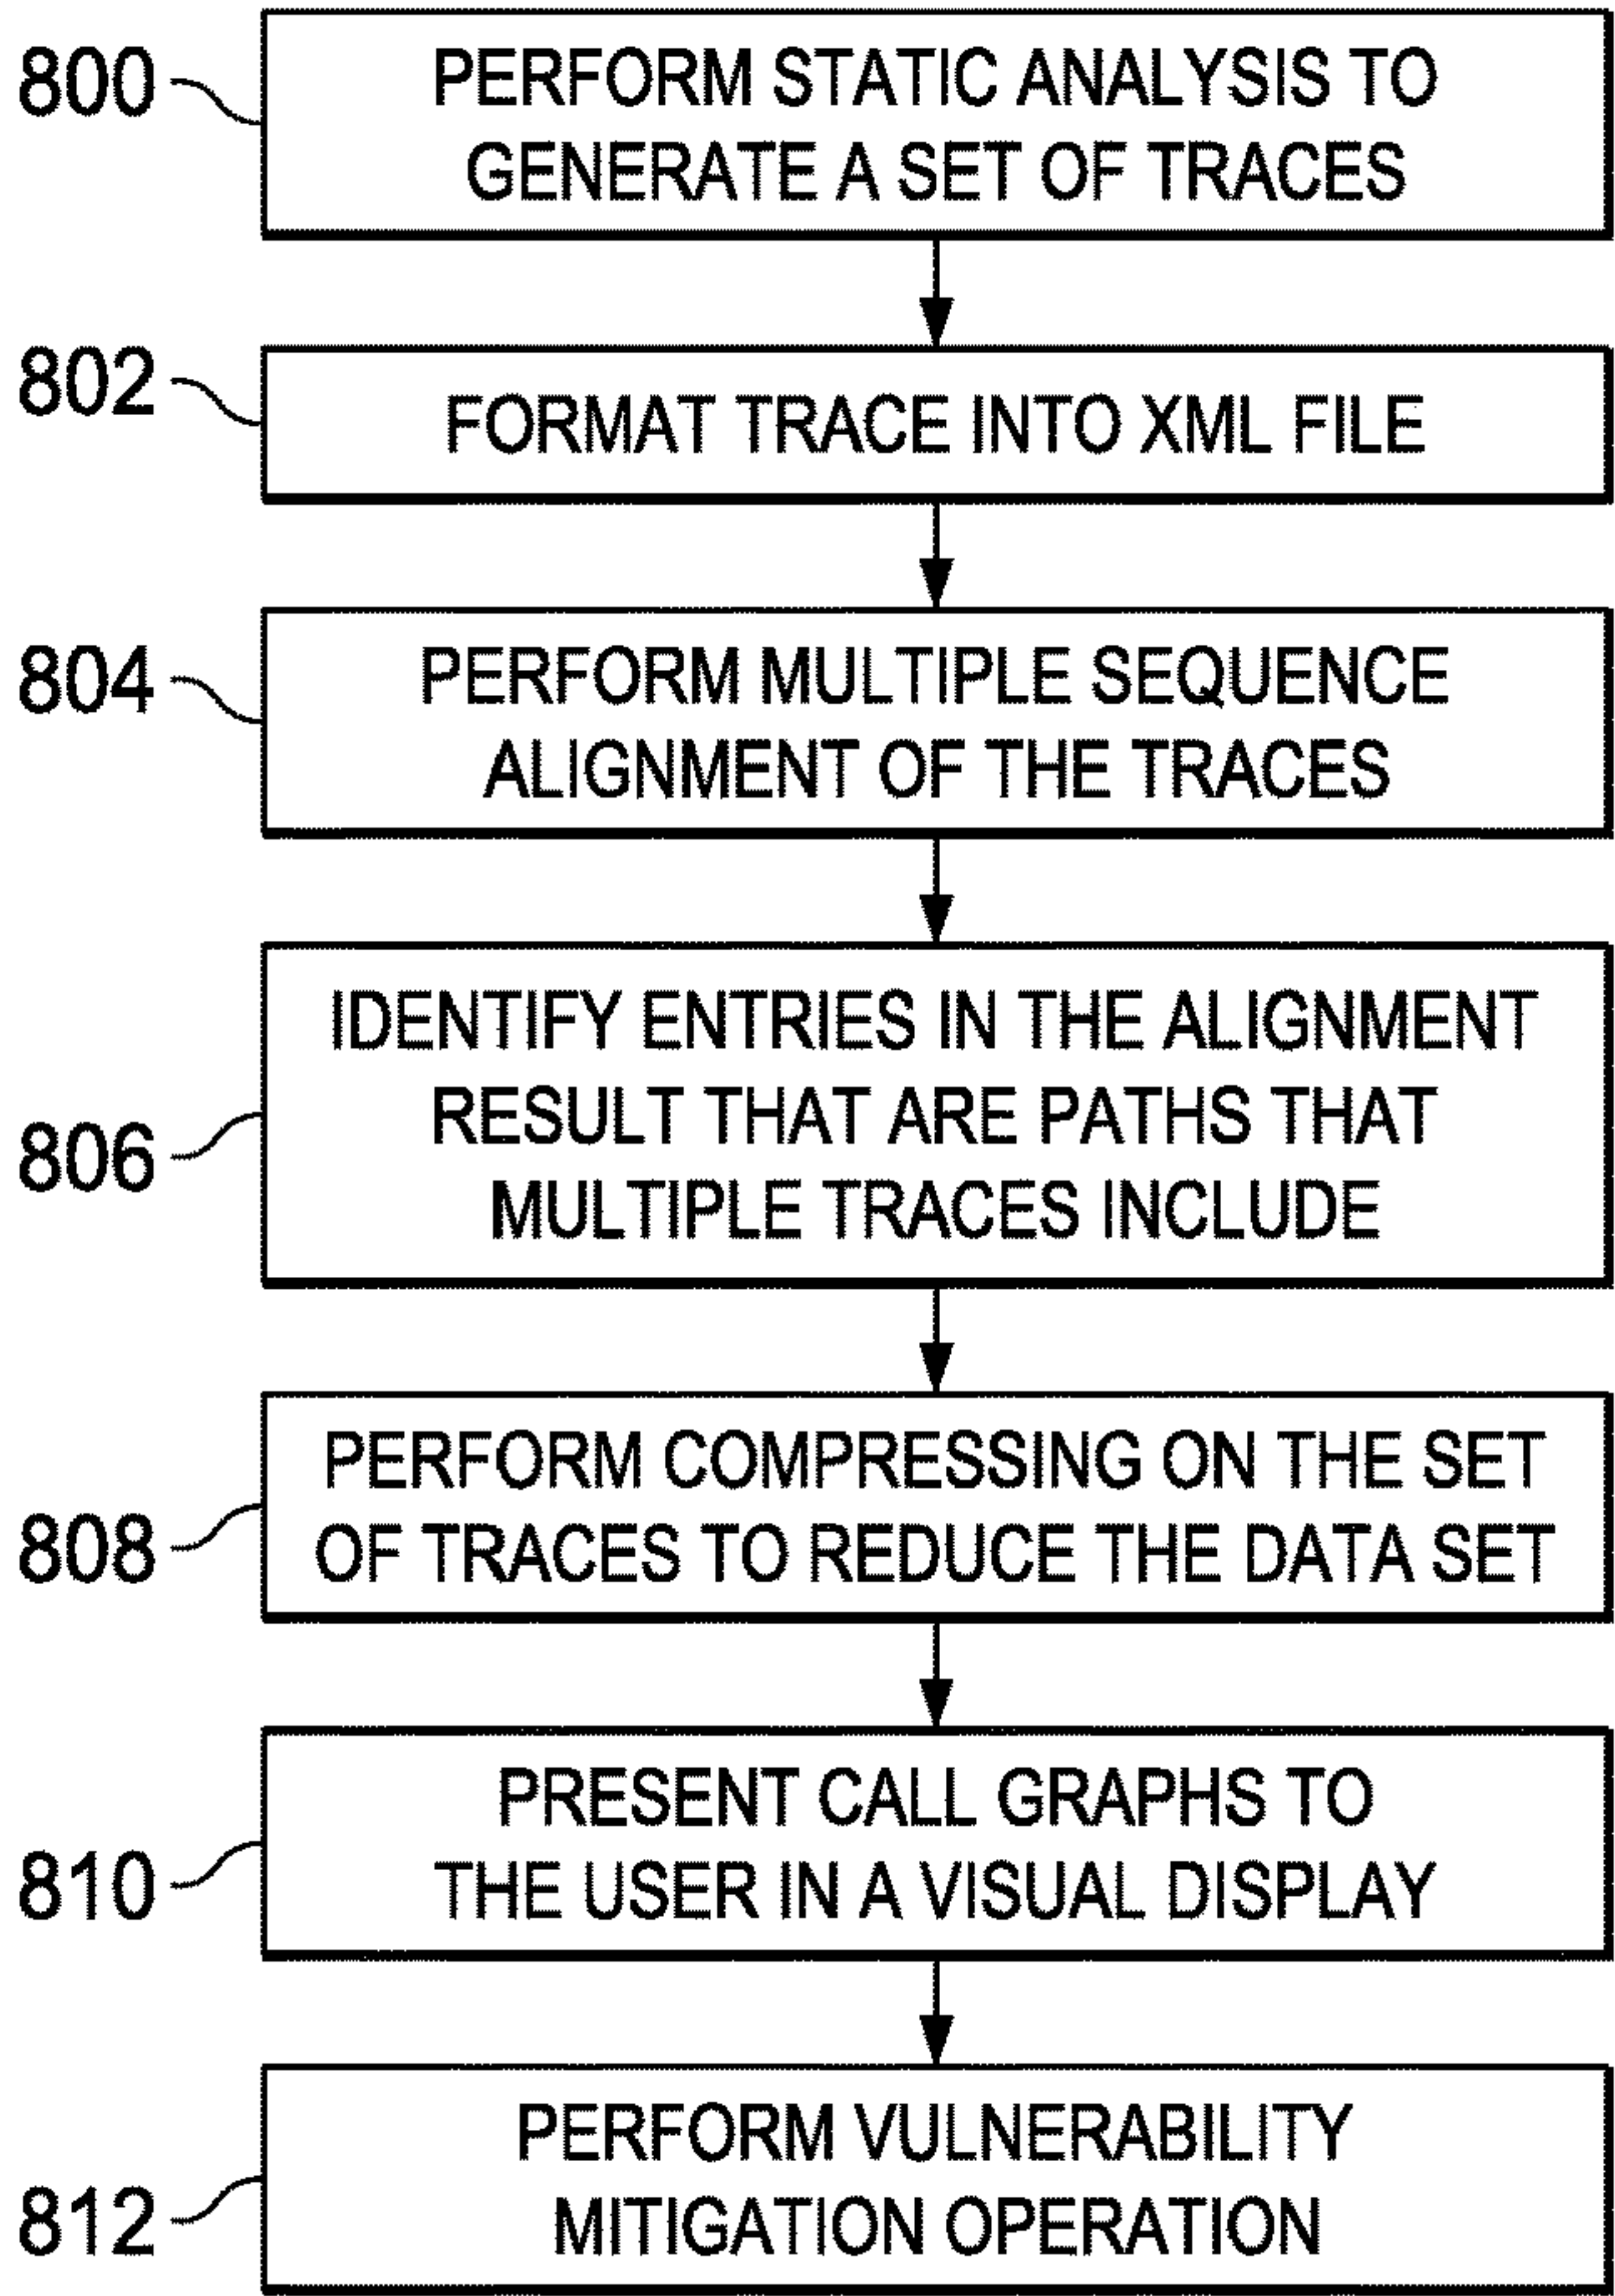 800
PERFORM STATIC ANALYSIS TO
GENERATE A SET OF TRACES
802
FORMAT TRACE INTO XML FILE
804
PERFORM MULTIPLE SEQUENCE
ALIGNMENT OF THE TRACES
806
IDENTIFY ENTRIES IN THE ALIGNMENT
RESULT THAT ARE PATHS THAT
MULTIPLE TRACES INCLUDE
808
PERFORM COMPRESSING ON THE SET
OF TRACES TO REDUCE THE DATA SET
810
PRESENT CALL GRAPHS TO
THE USER IN A VISUAL DISPLAY
812
PERFORM VULNERABILITY
MITIGATION OPERATION